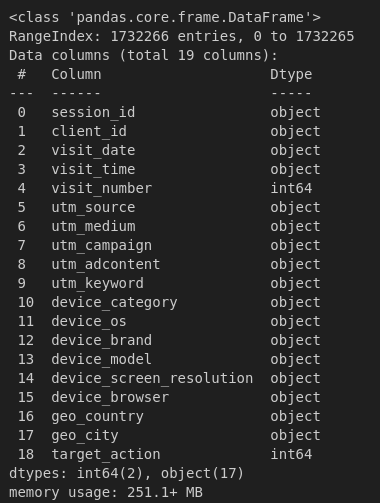 <class 'pandas.core.frame.DataFrame'>
RangeIndex: 1732266 entries, 0 to 1732265
Data columns (total 19 columns):
 #   Column                    Dtype
---  ------                    -----
 0   session_id                object
 1   client_id                 object
 2   visit_date                object
 3   visit_time                object
 4   visit_number              int64
 5   utm_source                object
 6   utm_medium                object
 7   utm_campaign              object
 8   utm_adcontent             object
 9   utm_keyword               object
 10  device_category           object
 11  device_os                 object
 12  device_brand              object
 13  device_model              object
 14  device_screen_resolution  object
 15  device_browser            object
 16  geo_country               object
 17  geo_city                  object
 18  target_action             int64
dtypes: int64(2), object(17)
memory usage: 251.1+ MB